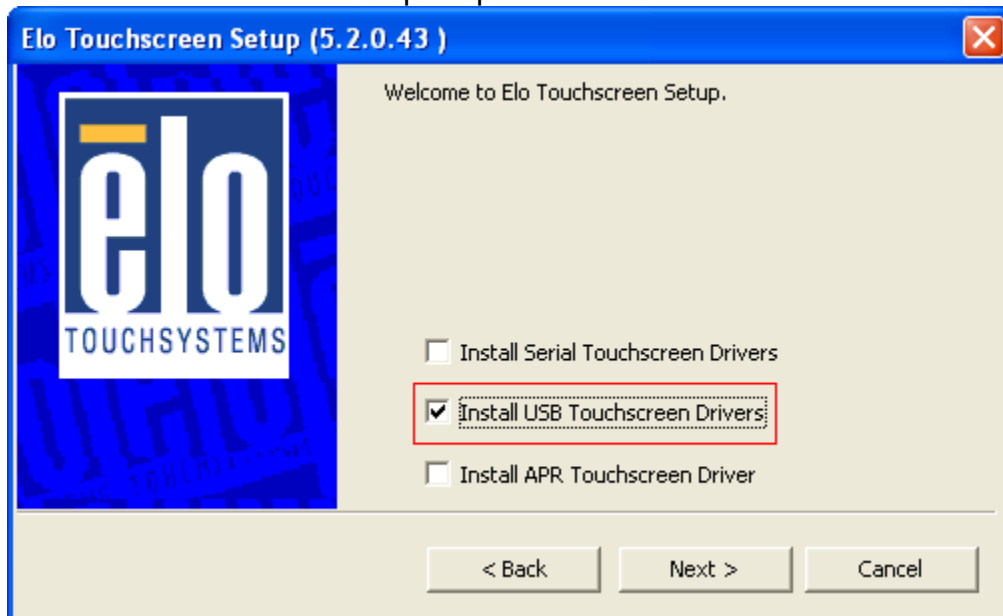 Elo Touchscreen Setup (5.2.0.43 )
Welcome to Elo Touchscreen Setup.
elo
TOUCHSYSTEMS
Install Serial Touchscreen Drivers
Install USB Touchscreen Drivers
Install APR Touchscreen Driver
< Back
Next >
Cancel